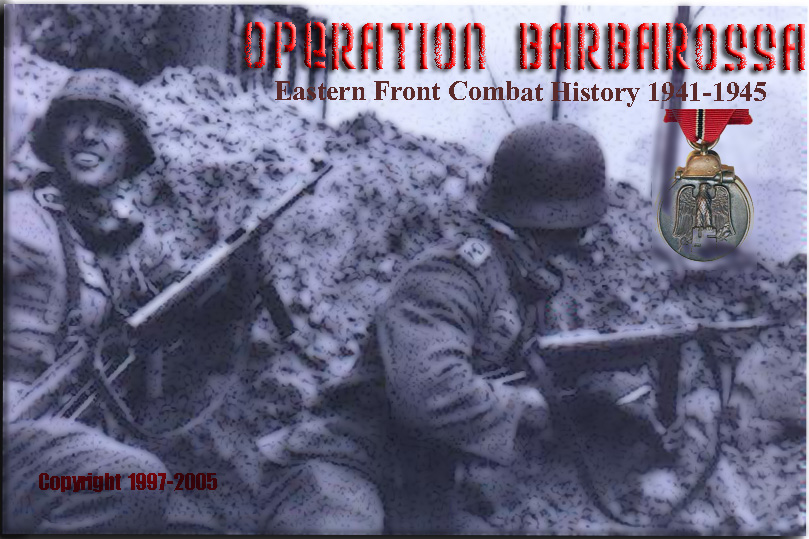 OPERATION BARBAROSSA
Eastern Front Combat History 1941-1945
Copyright 1997-2005